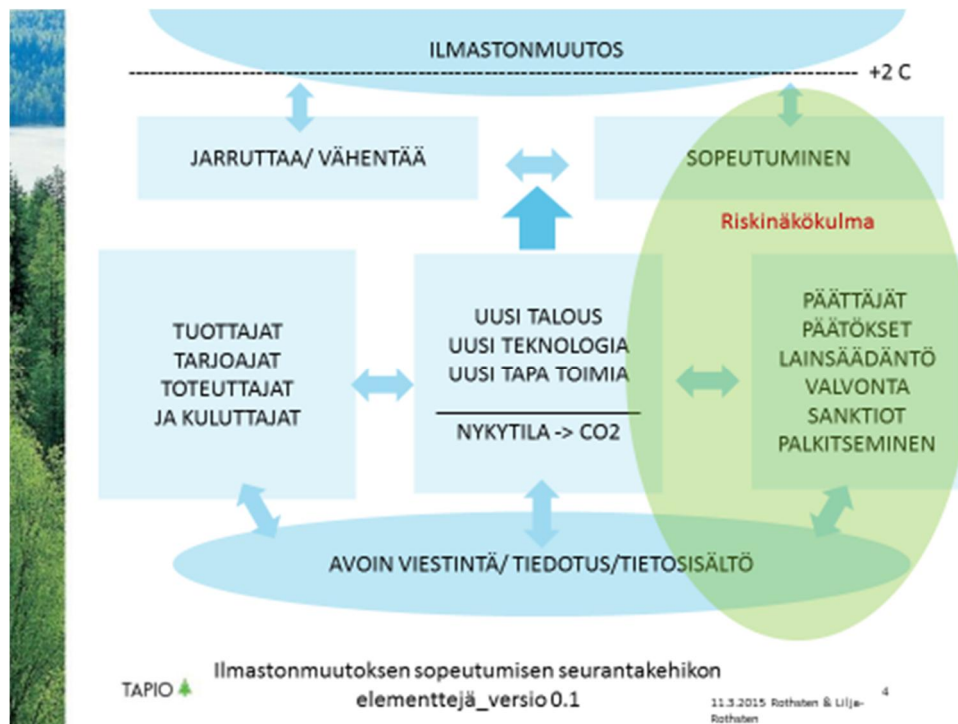 ILMASTONMUUTOS
+2 C
JARRUTTAA/ VÄHENTÄÄ
SOPEUTUMINEN
Riskinäkökulma
TUOTTAJAT
TARJOAJAT
TOTEUTTAJAT
JA KULUTTAJAT
UUSI TALOUS
UUSI TEKNOLOGIA
UUSI TAPA TOIMIA
NYKYTILA -> CO2
PÄÄTTÄJÄT
PÄÄTÖKSET
LAINSÄÄDÄNTÖ
VALVONTA
SANKTIOT
PALKITSEMINEN
AVOIN VIESTINTÄ/ TIEDOTUS/TIETOSISÄLTÖ
TAPIO
Ilmastonmuutoksen sopeutumisen seurantakehikon
elementtejä_versio 0.1
11.3.2015 Rothsten & Lilja-
Rothsten
4